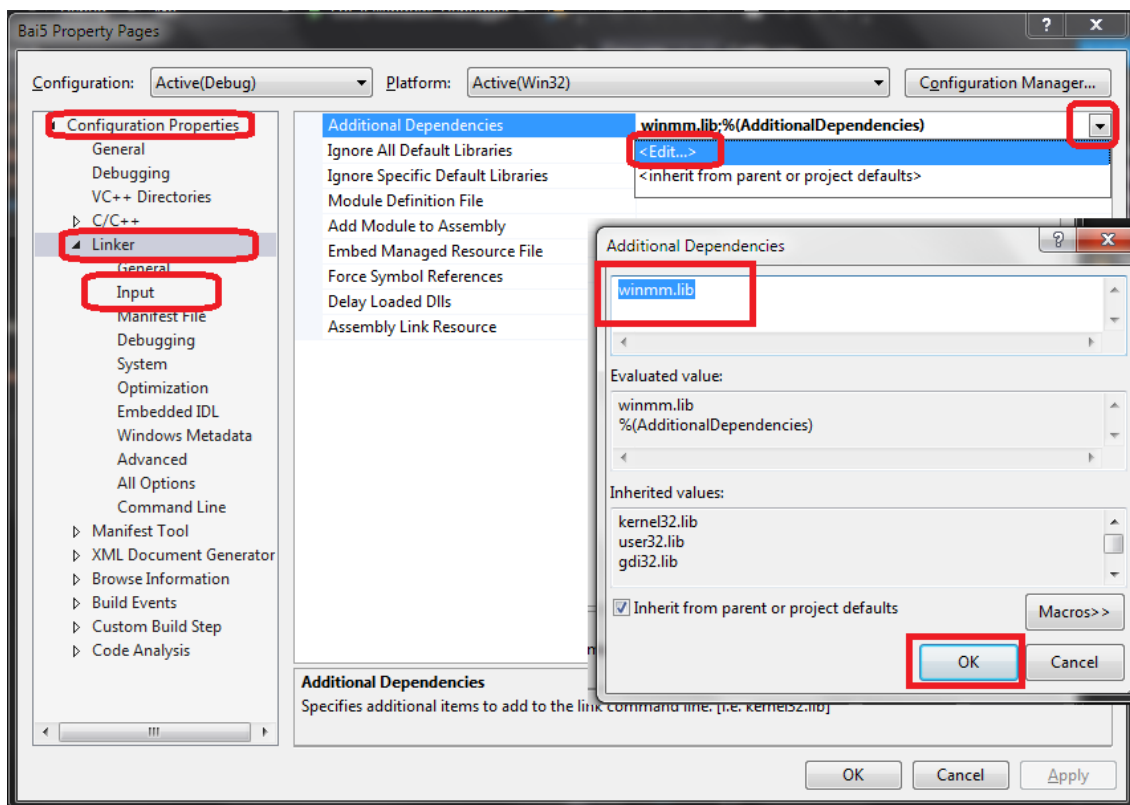 Bai5 Property Pages
Configuration: Active(Debug) Platform: Active(Win32) Configuration Manager...
Configuration Properties
General
Debugging
VC++ Directories
C/C++
Linker
General
Input
Manifest File
Debugging
System
Optimization
Embedded IDL
Windows Metadata
Advanced
All Options
Command Line
Manifest Tool
XML Document Generator
Browse Information
Build Events
Custom Build Step
Code Analysis
Additional Dependencies winmm.lib;%(AdditionalDependencies)
Ignore All Default Libraries
Ignore Specific Default Libraries
Module Definition File
Add Module to Assembly
Embed Managed Resource File
Force Symbol References
Delay Loaded Dlls
Assembly Link Resource
<Edit...>
<inherit from parent or project defaults>
Additional Dependencies
winmm.lib
Evaluated value:
winmm.lib
%(AdditionalDependencies)
Inherited values:
kernel32.lib
user32.lib
gdi32.lib
Inherit from parent or project defaults
Macros>>
OK Cancel
Additional Dependencies
Specifies additional items to add to the link command line. [i.e. kernel32.lib]
OK Cancel Apply